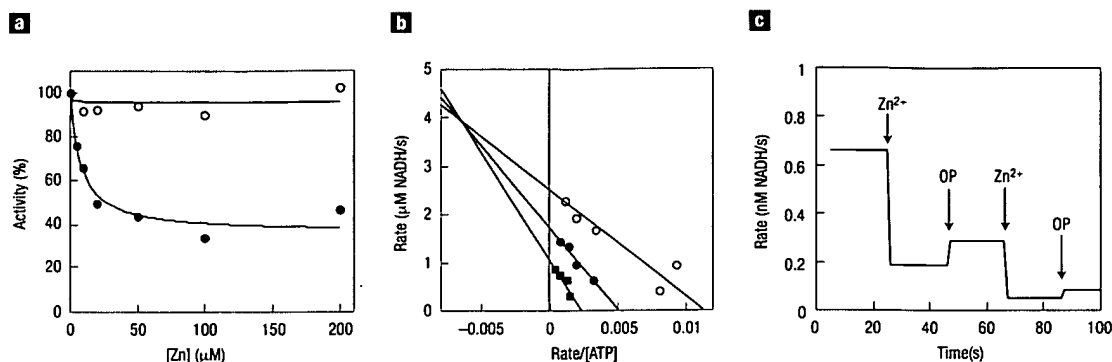 a
b
c
100
80
60
40
20
0
Activity (%)
0
50
100
150
200
[Zn] (μM)
5
4
3
2
1
0
Rate (μM NADH/s)
−0.005
0
0.005
0.01
Rate/[ATP]
1
0.8
0.6
0.4
0.2
0
Rate (nM NADH/s)
Zn²⁺
OP
Zn²⁺
OP
0
20
40
60
80
100
Time(s)